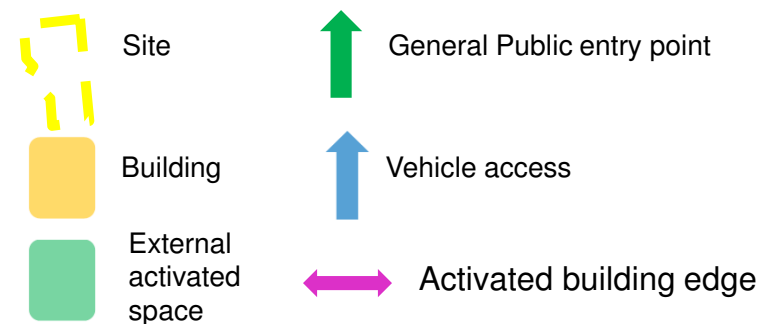 Site
General Public entry point
Building
Vehicle access
External
activated
space
Activated building edge